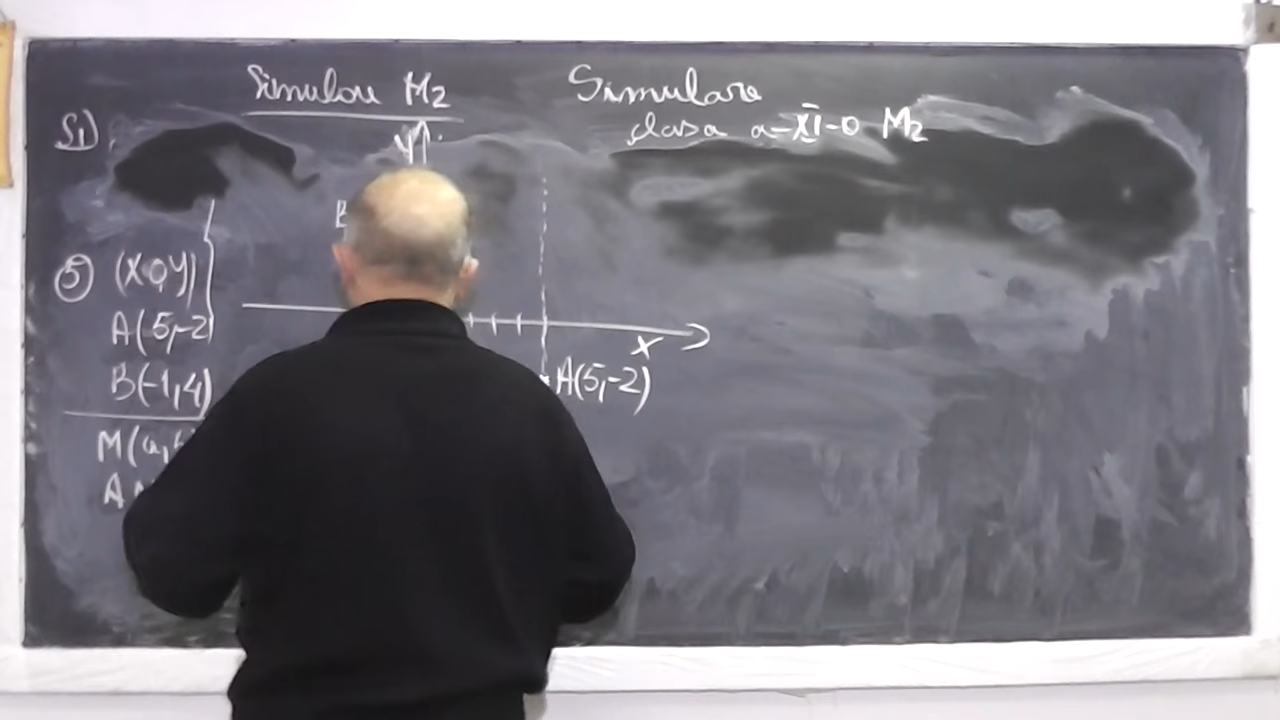 Simulare M2
Simulare
clasa a-XI-a M2
S1)
y
B
5 (XOY)
A(5,-2)
B(-1,4)
x
A(5,-2)
M(a,
A